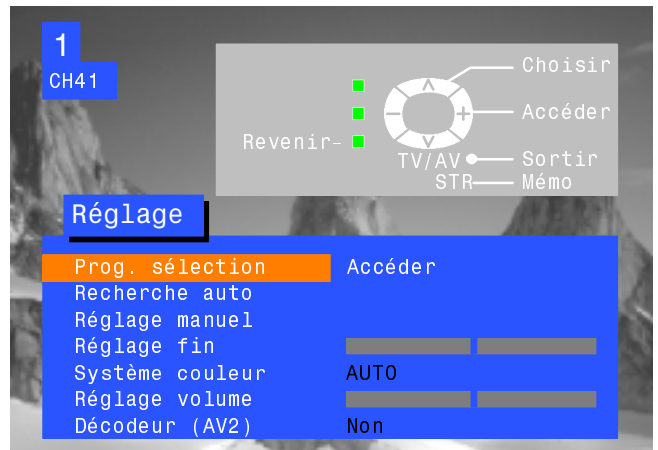 1
CH41
Choisir
Accéder
Revenir-
TV/AV Sortir
STR Mémo
Réglage
Prog. sélection Accéder
Recherche auto
Réglage manuel
Réglage fin
Système couleur AUTO
Réglage volume
Décodeur (AV2) Non